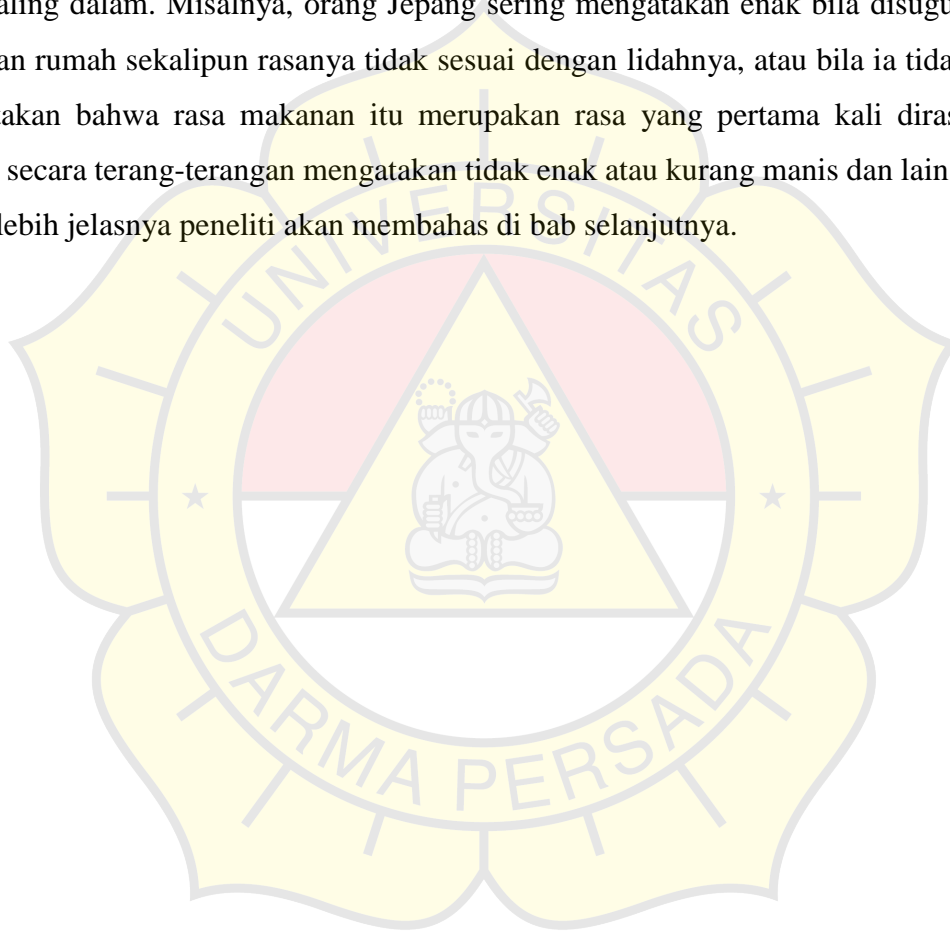 aling dalam. Misalnya, orang Jepang sering mengatakan enak bila disugu
an rumah sekalipun rasanya tidak sesuai dengan lidahnya, atau bila ia tida
takan bahwa rasa makanan itu merupakan rasa yang pertama kali diras
secara terang-terangan mengatakan tidak enak atau kurang manis dan lain
lebih jelasnya peneliti akan membahas di bab selanjutnya.
UNIVERSITAS
DARMA PERSADA